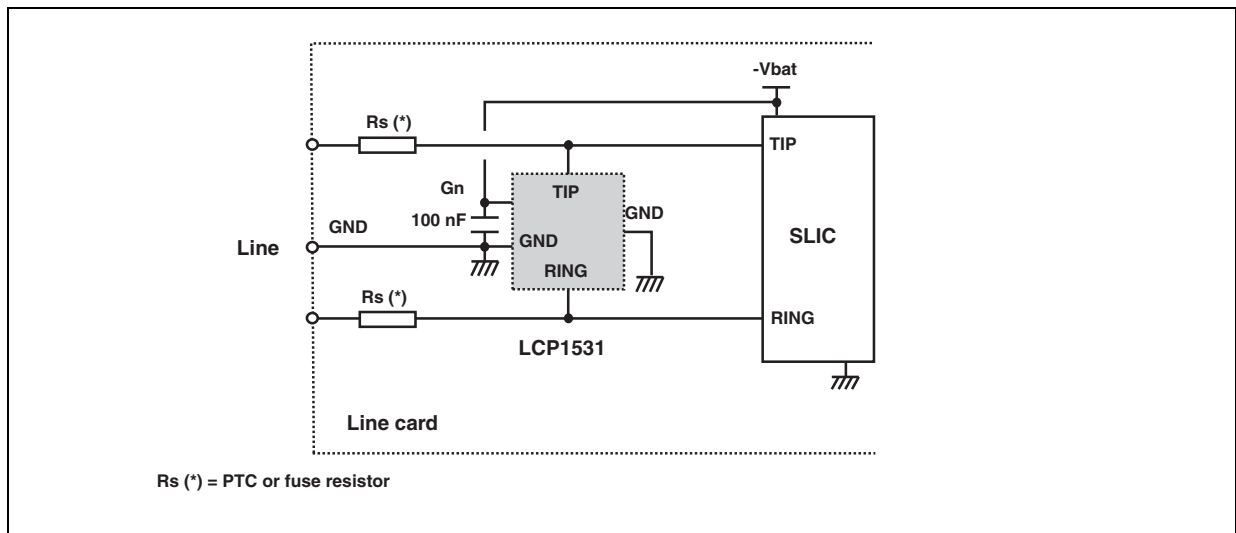 -Vbat
Rs (*)
TIP
Gn
TIP
100 nF
GND
GND
GND
SLIC
Line
RING
Rs (*)
RING
LCP1531
Line card
Rs (*) = PTC or fuse resistor